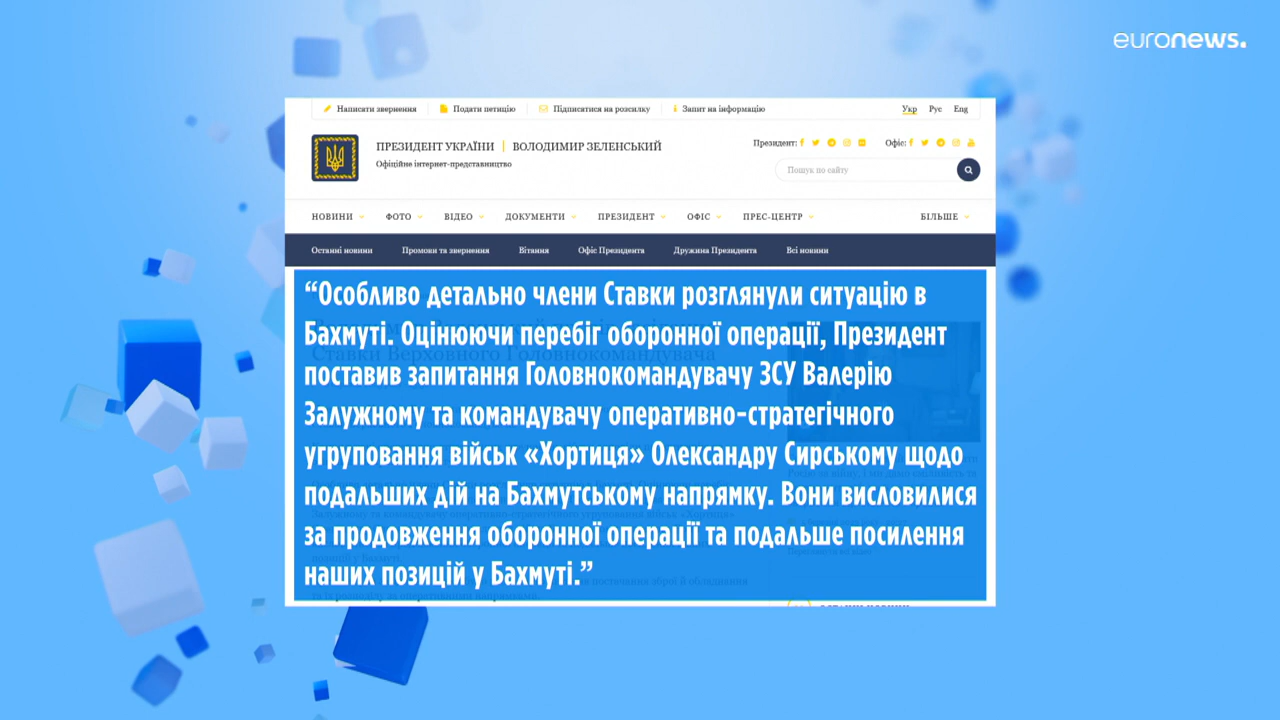 euronews.
Написати звернення Подати петицію Підписатися на розсилку Запит на інформацію Укр Рус Eng
ПРЕЗИДЕНТ УКРАЇНИ ВОЛОДИМИР ЗЕЛЕНСЬКИЙ
Офіційне інтернет-представництво
Президент: Офіс:
Пошук по сайту
НОВИНИ ФОТО ВІДЕО ДОКУМЕНТИ ПРЕЗИДЕНТ ОФІС ПРЕС-ЦЕНТР БІЛЬШЕ
Останні новини Промови та звернення Вітання Офіс Президента Дружина Президента Всі новини
“Особливо детально члени Ставки розглянули ситуацію в
Бахмуті. Оцінюючи перебіг оборонної операції, Президент
поставив запитання Головнокомандувачу ЗСУ Валерію
Залужному та командувачу оперативно-стратегічного
угруповання військ «Хортиця» Олександру Сирському щодо
подальших дій на Бахмутському напрямку. Вони висловилися
за продовження оборонної операції та подальше посилення
наших позицій у Бахмуті.”